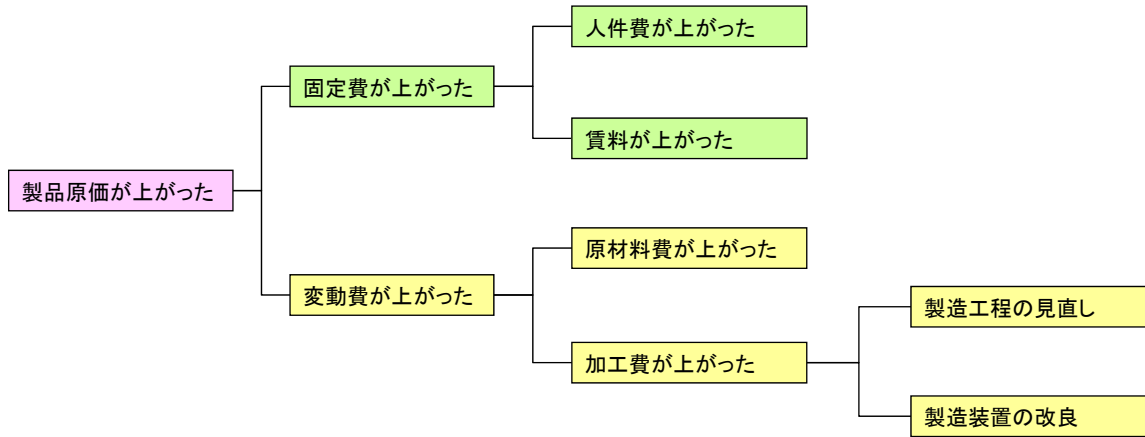 人件費が上がった
固定費が上がった
賃料が上がった
製品原価が上がった
原材料費が上がった
変動費が上がった
製造工程の見直し
加工費が上がった
製造装置の改良